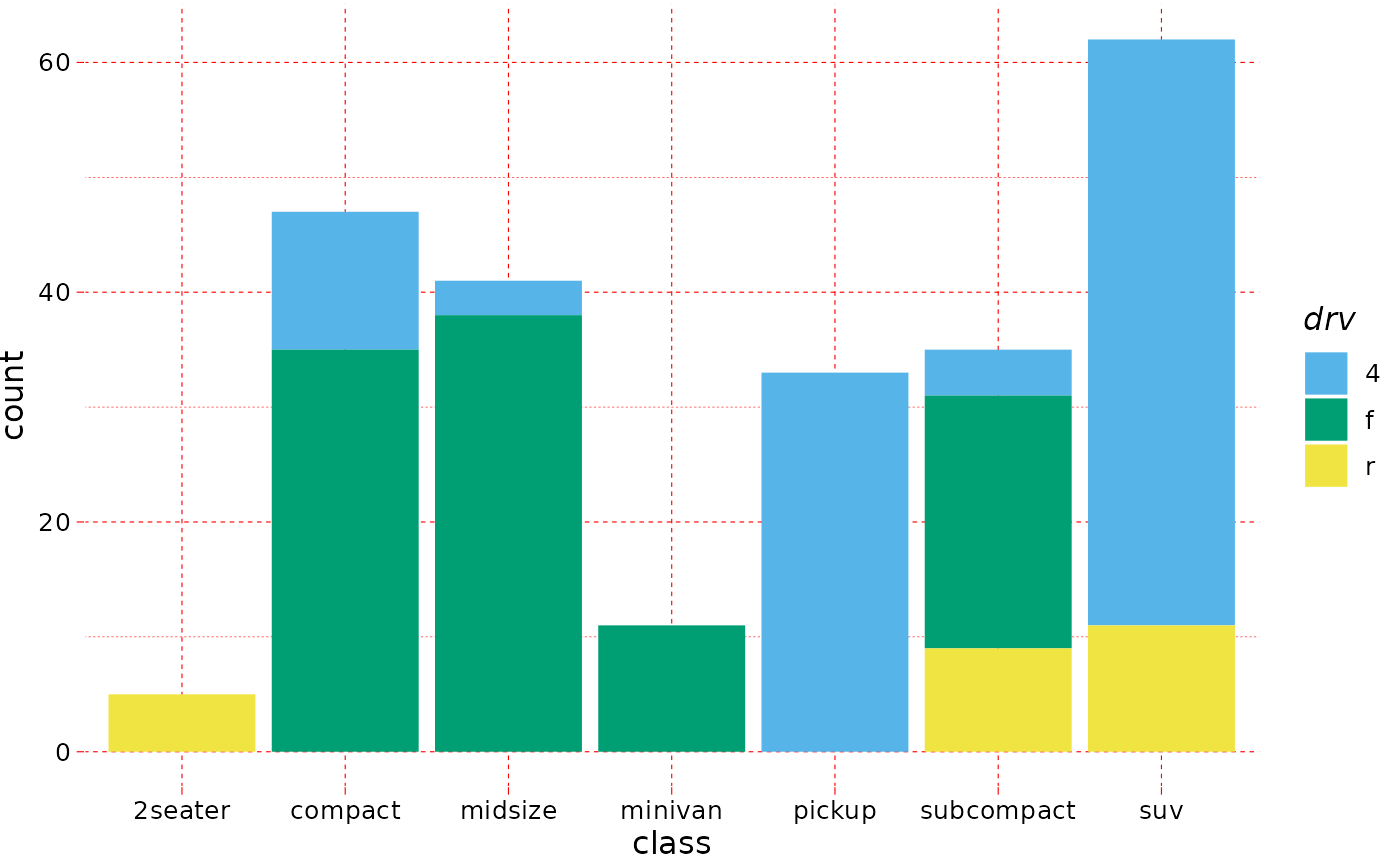 count
60
40
20
0
2seater
compact
midsize
minivan
pickup
subcompact
suv
class
drv
4
f
r